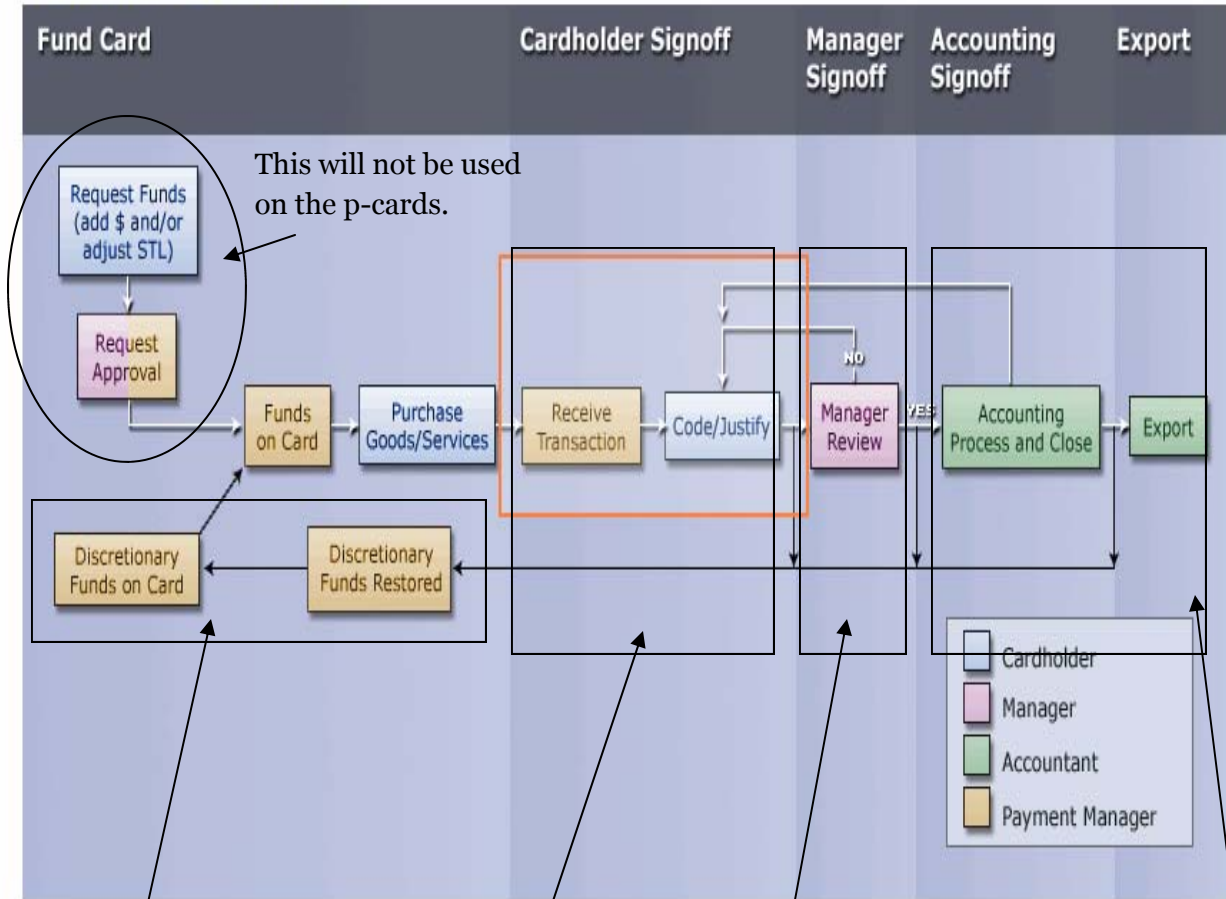 Fund Card
Cardholder Signoff
Manager
Signoff
Accounting
Signoff
Export
This will not be used
on the p-cards.
Request Funds
(add $ and/or
adjust STL)
Request
Approval
Funds
on Card
Purchase
Goods/Services
Receive
Transaction
Code/Justify
NO
Manager
Review
YES
Accounting
Process and Close
Export
Discretionary
Funds on Card
Discretionary
Funds Restored
Cardholder
Manager
Accountant
Payment Manager